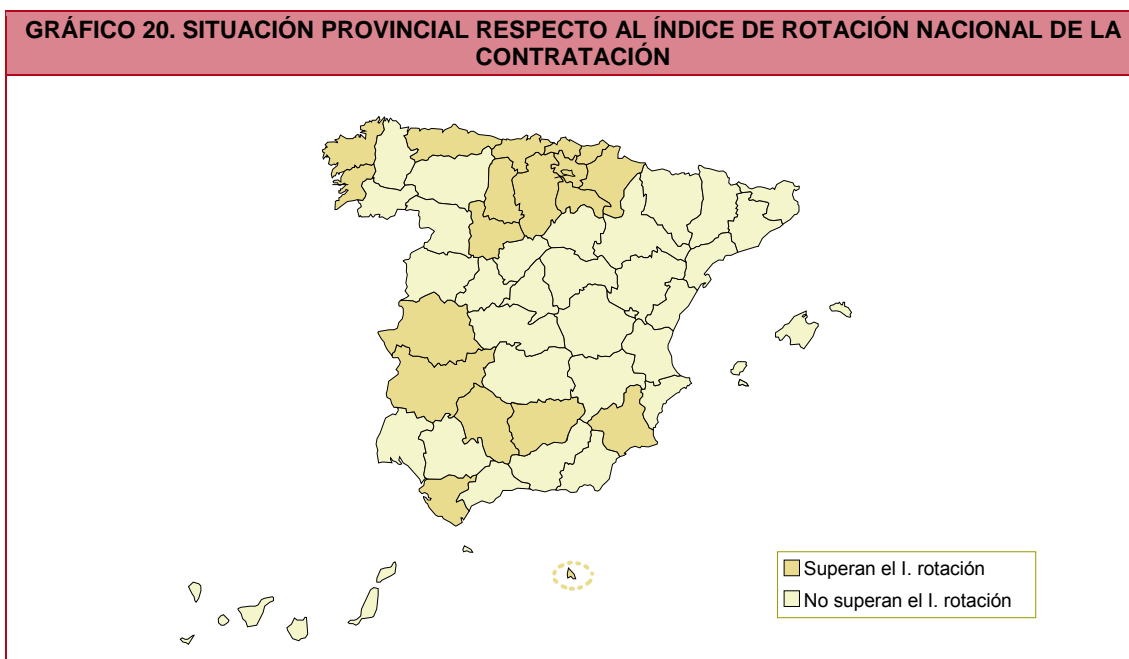 GRÁFICO 20. SITUACIÓN PROVINCIAL RESPECTO AL ÍNDICE DE ROTACIÓN NACIONAL DE LA
CONTRATACIÓN
Superan el I. rotación
No superan el I. rotación